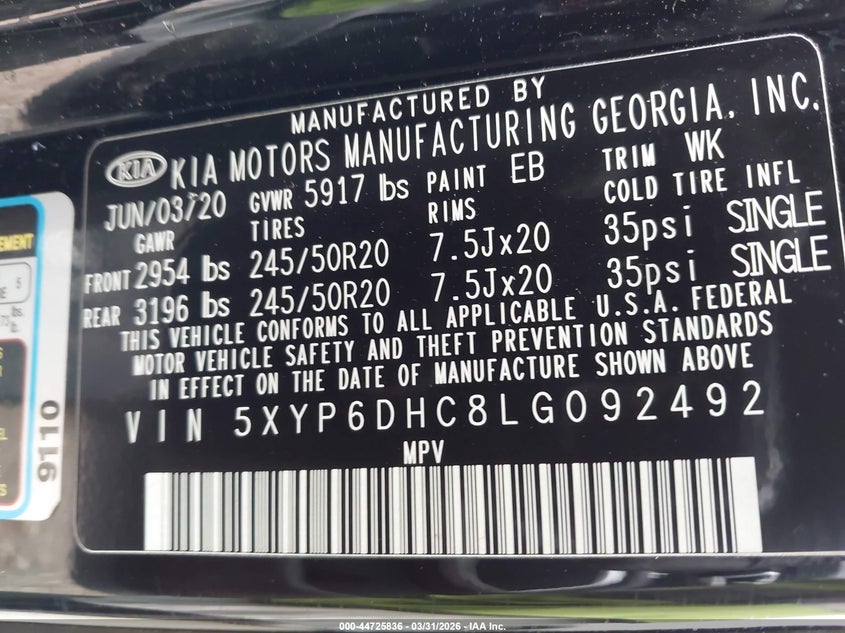 MANUFACTURED BY
KIA KIA MOTORS MANUFACTURING GEORGIA, INC.
JUN/03/20 GVWR 5917 lbs PAINT EB TRIM WK
GAWR TIRES RIMS COLD TIRE INFL
FRONT 2954 lbs 245/50R20 7.5Jx20 35psi SINGLE
REAR 3196 lbs 245/50R20 7.5Jx20 35psi SINGLE
THIS VEHICLE CONFORMS TO ALL APPLICABLE U.S.A. FEDERAL
MOTOR VEHICLE SAFETY AND THEFT PREVENTION STANDARDS
IN EFFECT ON THE DATE OF MANUFACTURE SHOWN ABOVE
VIN 5XYP6DHC8LG092492
MPV
5
9110
000-44725836 - 03/31/2026 - IAA Inc.